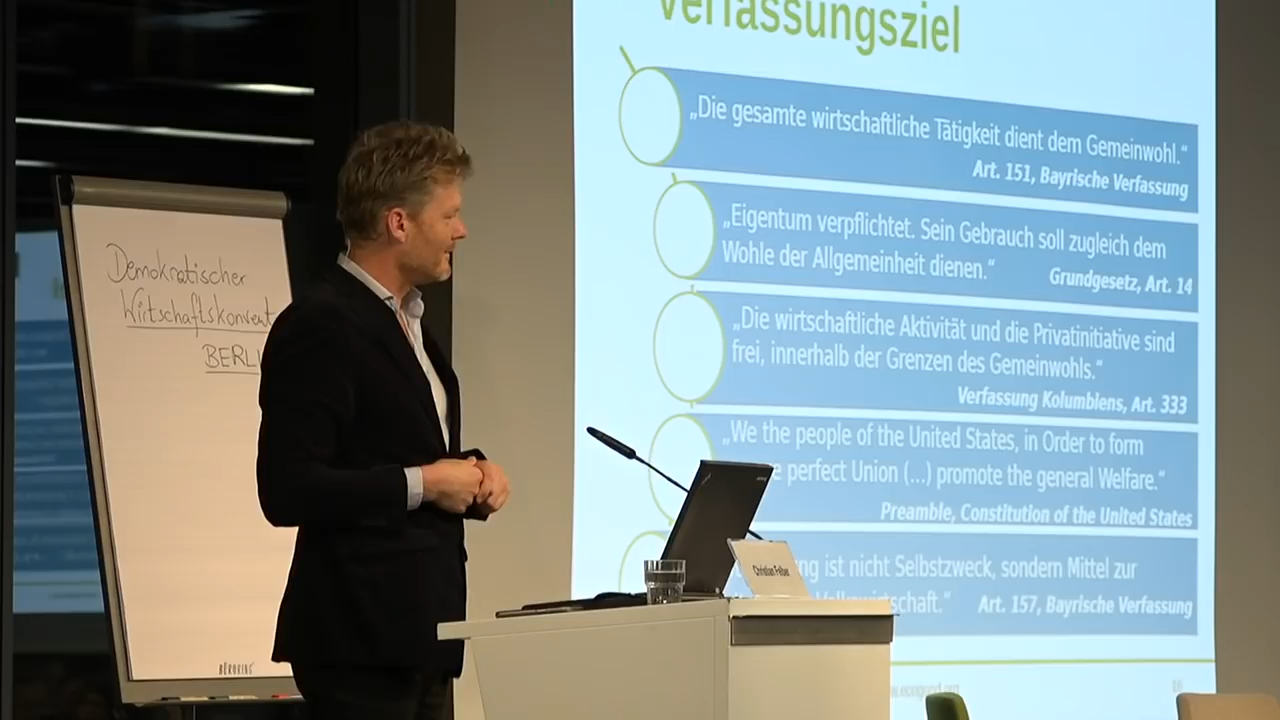 Demokratischer
Wirtschaftskonvent
BERLI
BÜRORING
Verfassungsziel
„Die gesamte wirtschaftliche Tätigkeit dient dem Gemeinwohl.“
Art. 151, Bayrische Verfassung
„Eigentum verpflichtet. Sein Gebrauch soll zugleich dem
Wohle der Allgemeinheit dienen.“ Grundgesetz, Art. 14
„Die wirtschaftliche Aktivität und die Privatinitiative sind
frei, innerhalb der Grenzen des Gemeinwohls.“
Verfassung Kolumbiens, Art. 333
„We the people of the United States, in Order to form
perfect Union (...) promote the general Welfare.“
Preamble, Constitution of the United States
ist nicht Selbstzweck, sondern Mittel zur
Art. 157, Bayrische Verfassung
Christian Felber